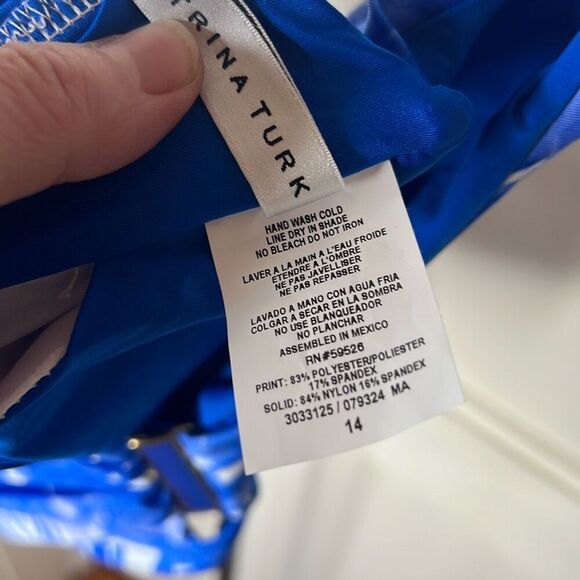 TRINA TURK
HAND WASH COLD
LINE DRY IN SHADE
NO BLEACH DO NOT IRON
LAVER A LA MAIN A L'EAU FROIDE
ETENDRE A L'OMBRE
NE PAS JAVELLISER
NE PAS REPASSER
LAVADO A MANO CON AGUA FRIA
COLGAR A SECAR EN LA SOMBRA
NO USE BLANQUEADOR
NO PLANCHAR
ASSEMBLED IN MEXICO
RN#59526
PRINT: 83% POLYESTER/POLIESTER
17% SPANDEX
SOLID: 84% NYLON 16% SPANDEX
3033125 / 079324 MA
14